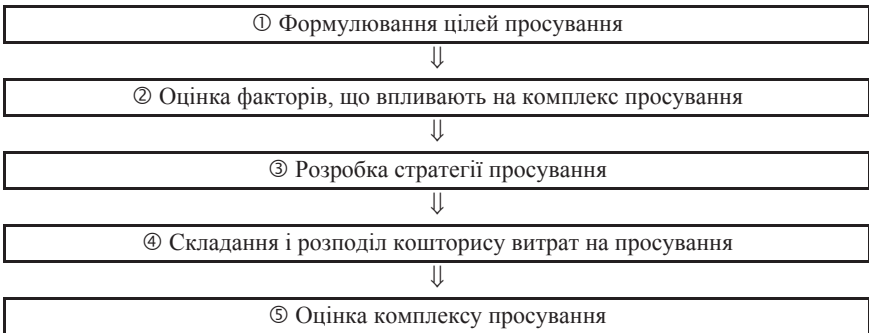 ① Формулювання цілей просування
⇓
② Оцінка факторів, що впливають на комплекс просування
⇓
③ Розробка стратегії просування
⇓
④ Складання і розподіл кошторису витрат на просування
⇓
⑤ Оцінка комплексу просування